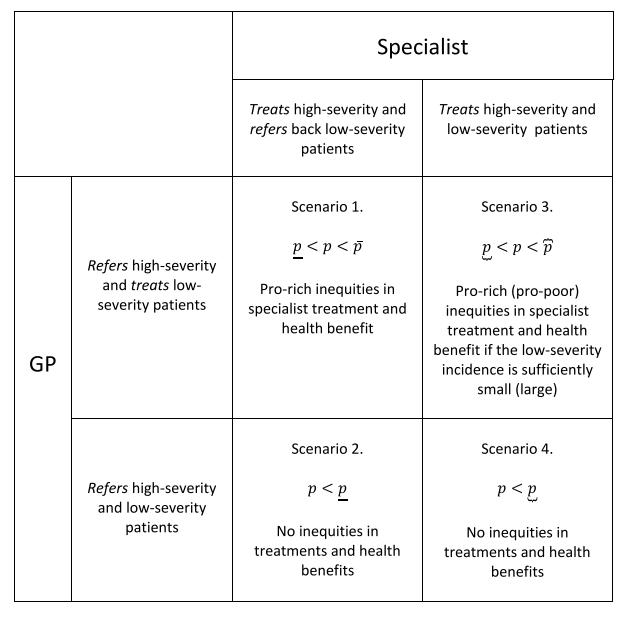 Specialist
Treats high-severity and
refers back low-severity
patients
Treats high-severity and
low-severity patients
GP
Refers high-severity
and treats low-
severity patients
Scenario 1.
p̲ < p < p̄
Pro-rich inequities in
specialist treatment and
health benefit
Scenario 3.
p̰ < p < p͠
Pro-rich (pro-poor)
inequities in specialist
treatment and health
benefit if the low-severity
incidence is sufficiently
small (large)
Refers high-severity
and low-severity
patients
Scenario 2.
p < p̲
No inequities in
treatments and health
benefits
Scenario 4.
p < p̰
No inequities in
treatments and health
benefits